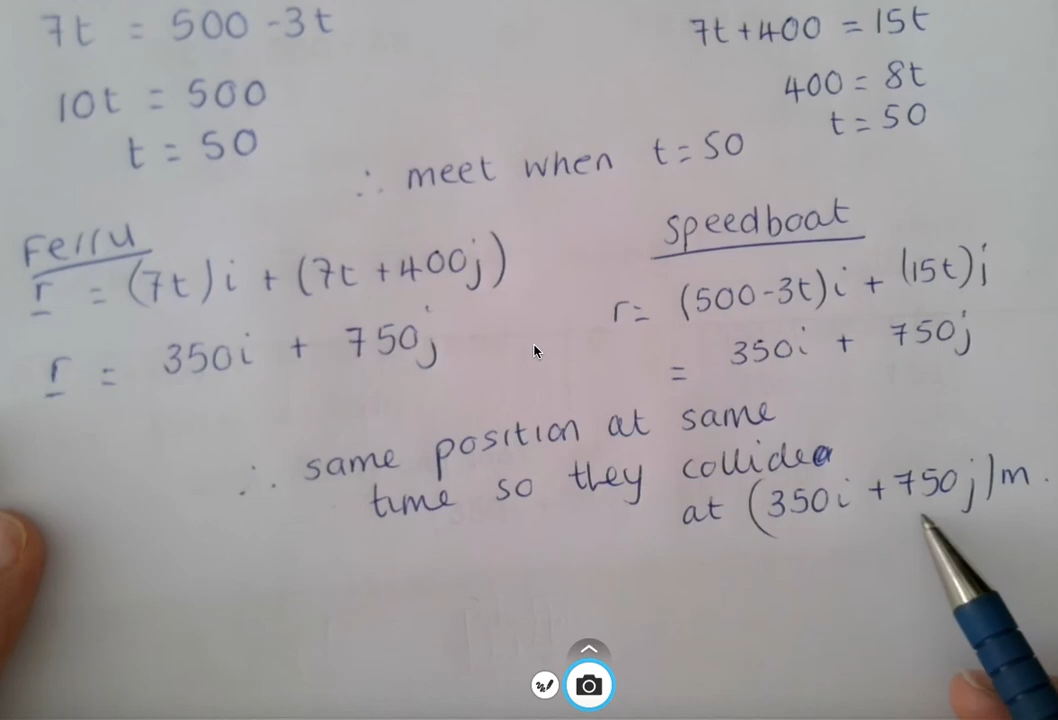 7t = 500 - 3t
10t = 500
t = 50
7t + 400 = 15t
400 = 8t
t = 50
∴ meet when t = 50
Ferry
r = (7t)i + (7t + 400j)
r = 350i + 750j
Speedboat
r = (500 - 3t)i + (15t)j
= 350i + 750j
∴ same position at same
time so they collide
at (350i + 750j)m.